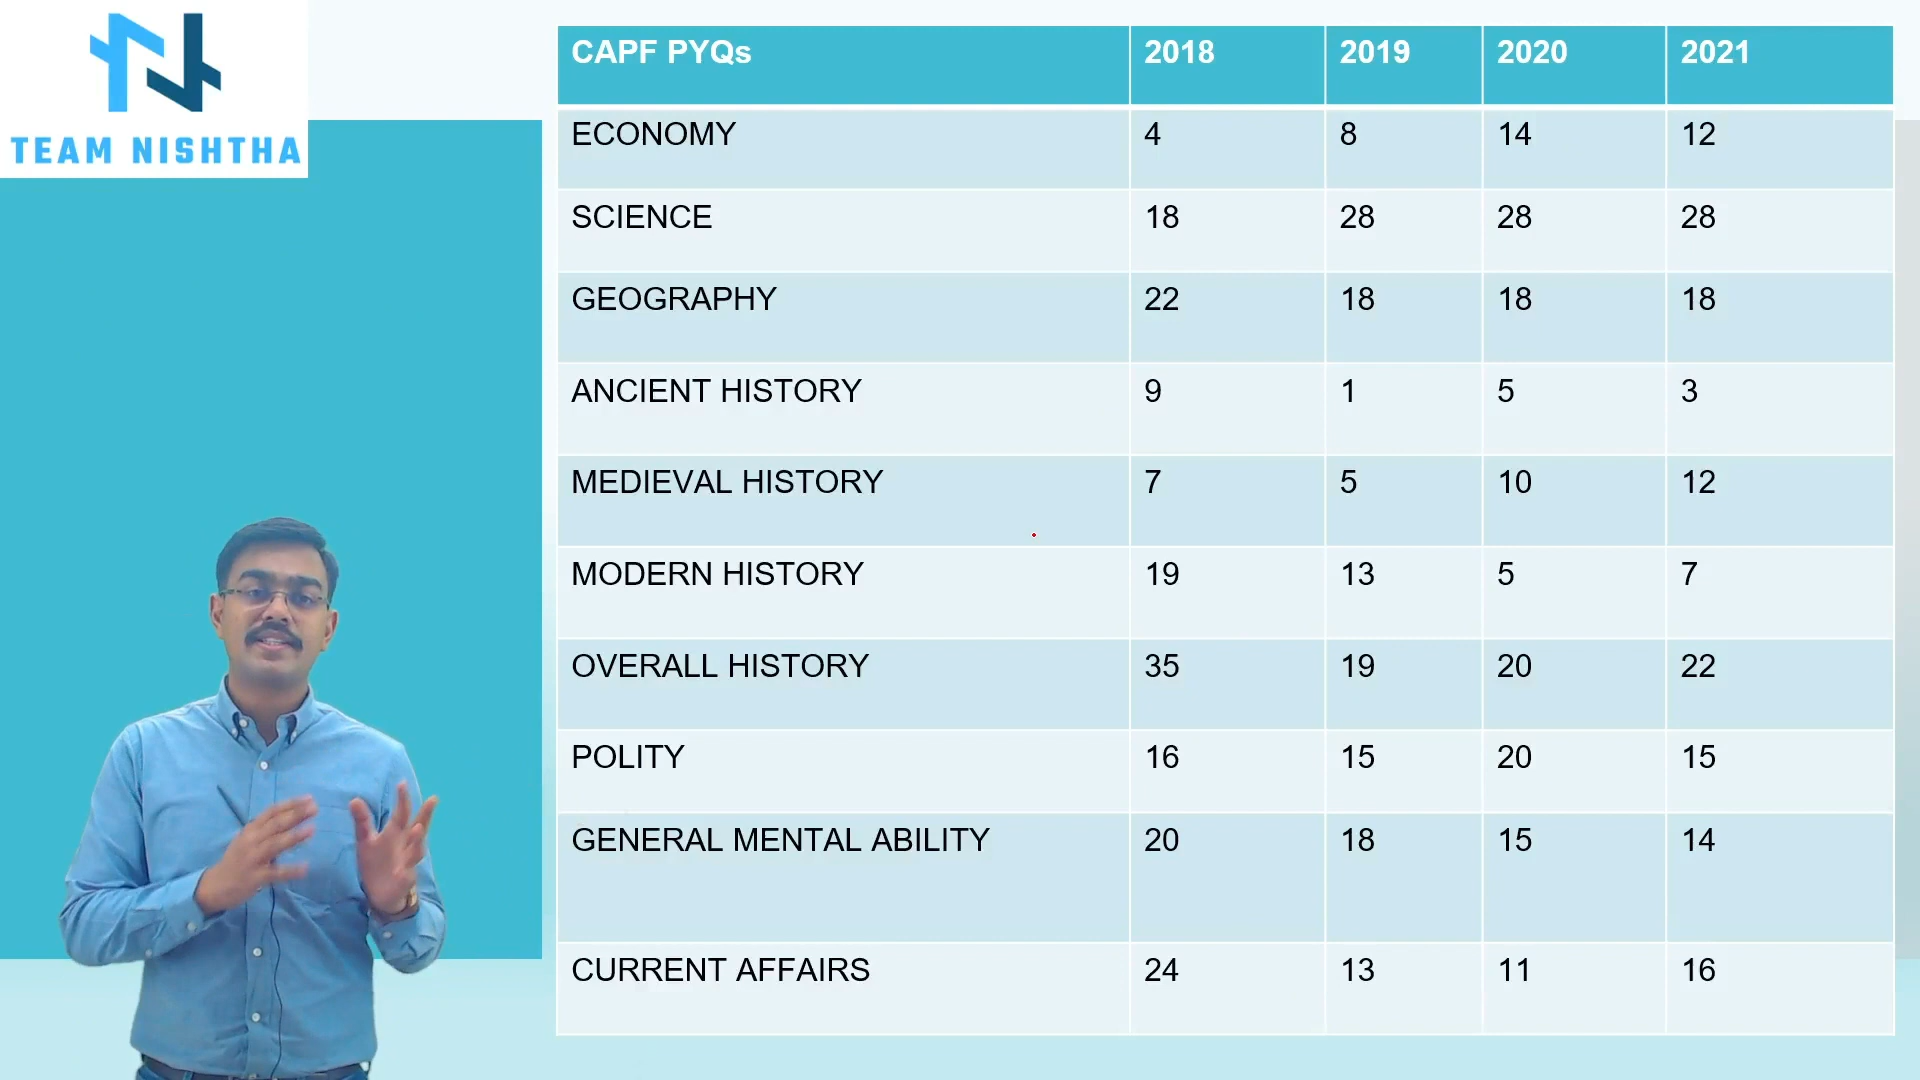 TEAM NISHTHA
CAPF PYQs 2018 2019 2020 2021
ECONOMY 4 8 14 12
SCIENCE 18 28 28 28
GEOGRAPHY 22 18 18 18
ANCIENT HISTORY 9 1 5 3
MEDIEVAL HISTORY 7 5 10 12
MODERN HISTORY 19 13 5 7
OVERALL HISTORY 35 19 20 22
POLITY 16 15 20 15
GENERAL MENTAL ABILITY 20 18 15 14
CURRENT AFFAIRS 24 13 11 16